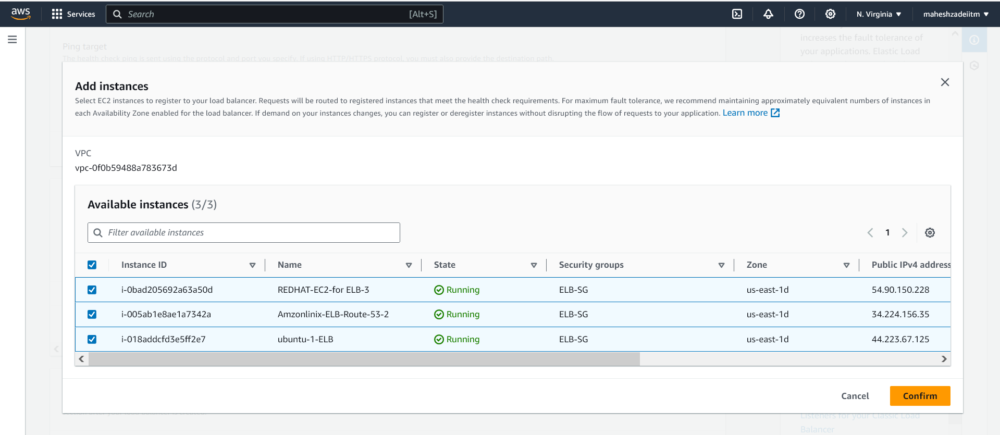 aws
Services
Search [Alt+S]
N. Virginia
maheshzadeiitm
Ping target
The health check ping is sent using the protocol and port you specify. If using HTTP/HTTPS protocol, you must also provide the destination path.
increases the fault tolerance of
your applications. Elastic Load
Add instances
Select EC2 instances to register to your load balancer. Requests will be routed to registered instances that meet the health check requirements. For maximum fault tolerance, we recommend maintaining approximately equivalent numbers of instances in
each Availability Zone enabled for the load balancer. If demand on your instances changes, you can register or deregister instances without disrupting the flow of requests to your application. Learn more
VPC
vpc-0f0b59488a783673d
Available instances (3/3)
Filter available instances
1
Instance ID Name State Security groups Zone Public IPv4 address
i-0bad205692a63a50d REDHAT-EC2-for ELB-3 Running ELB-SG us-east-1d 54.90.150.228
i-005ab1e8ae1a7342a Amzonlinix-ELB-Route-53-2 Running ELB-SG us-east-1d 34.224.156.35
i-018addcfd3e5ff2e7 ubuntu-1-ELB Running ELB-SG us-east-1d 44.223.67.125
Cancel
Confirm
section after your load balancer is created.
Listeners for your Classic Load
Balancer